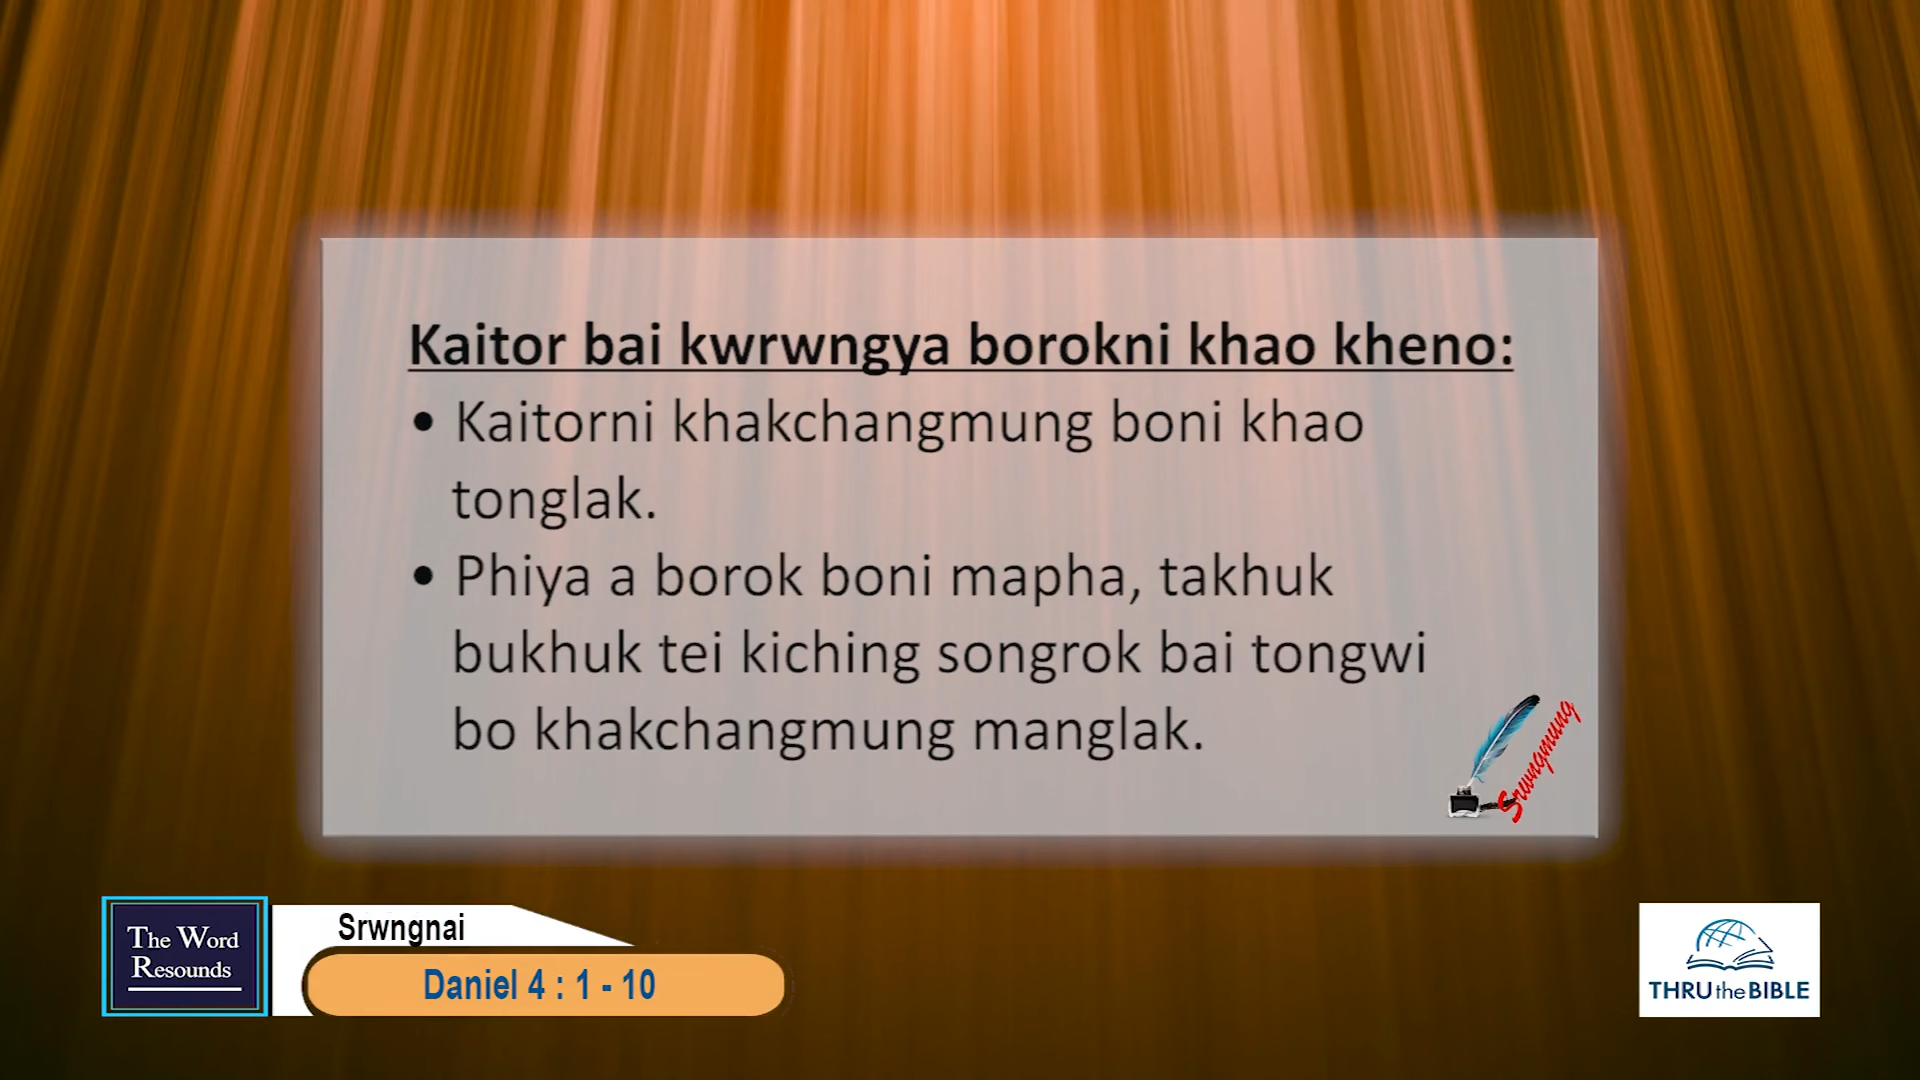 Kaitor bai kwrwngya borokni khao kheno:
• Kaitorni khakchangmung boni khao
tonglak.
• Phiya a borok boni mapha, takhuk
bukhuk tei kiching songrok bai tongwi
bo khakchangmung manglak.
Srwngmung
The Word
Resounds
Srwngnai
Daniel 4 : 1 - 10
THRU the BIBLE